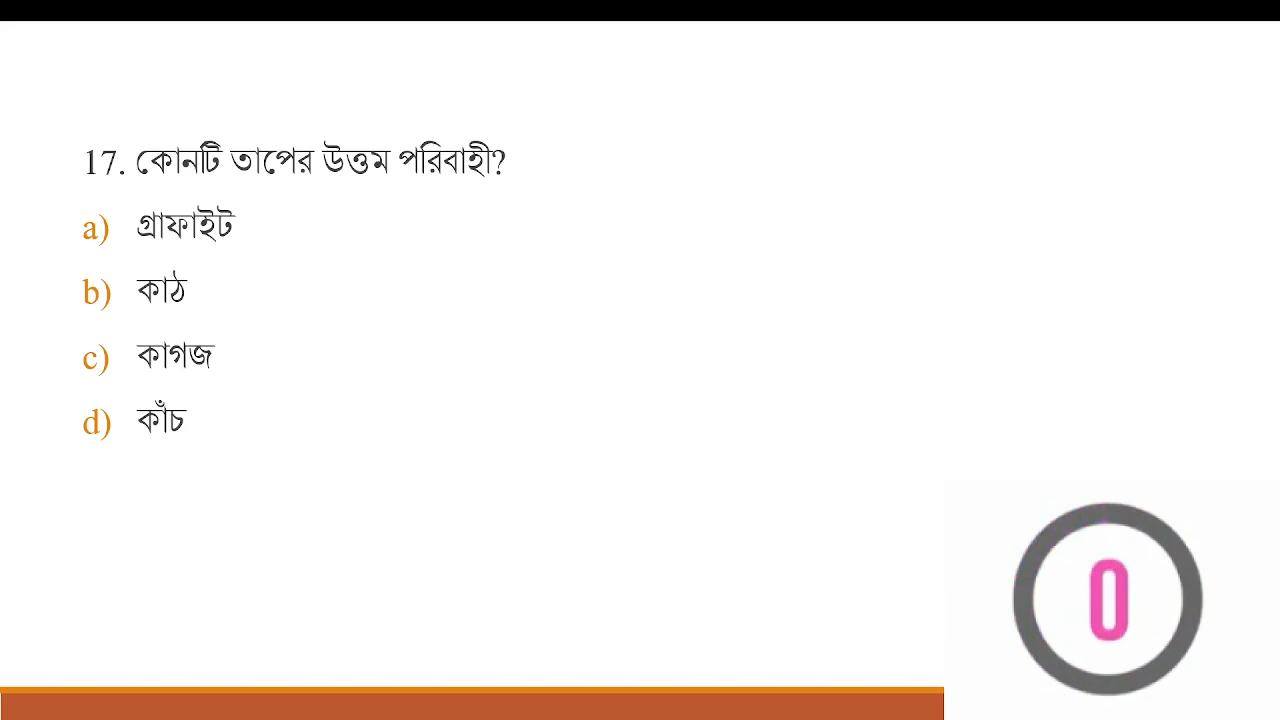 17. কোনটি তাপের উত্তম পরিবাহী?
a) গ্রাফাইট
b) কাঠ
c) কাগজ
d) কাঁচ
0